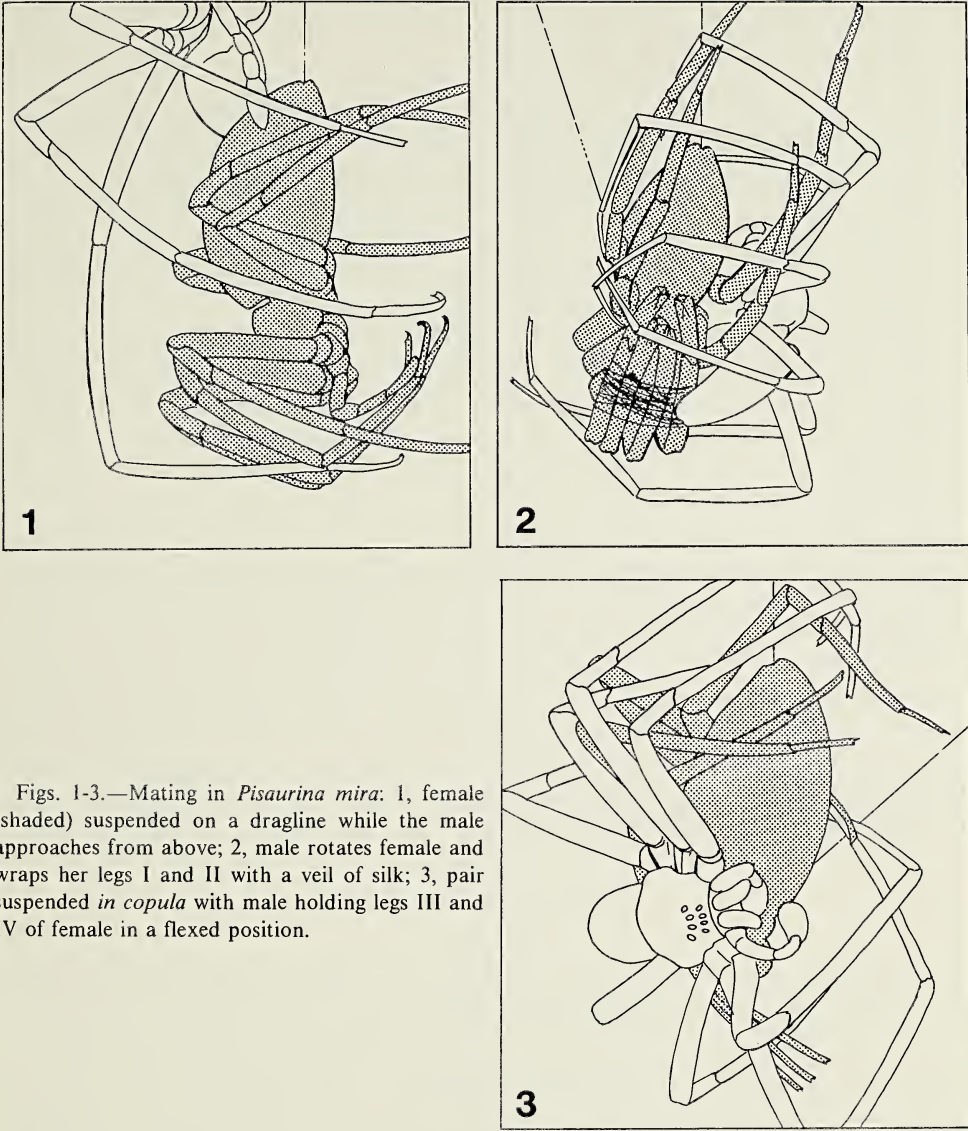 1
2
Figs. 1-3.—Mating in Pisaurina mira: 1, female
shaded) suspended on a dragline while the male
approaches from above; 2, male rotates female and
wraps her legs I and II with a veil of silk; 3, pair
suspended in copula with male holding legs III and
V of female in a flexed position.
3